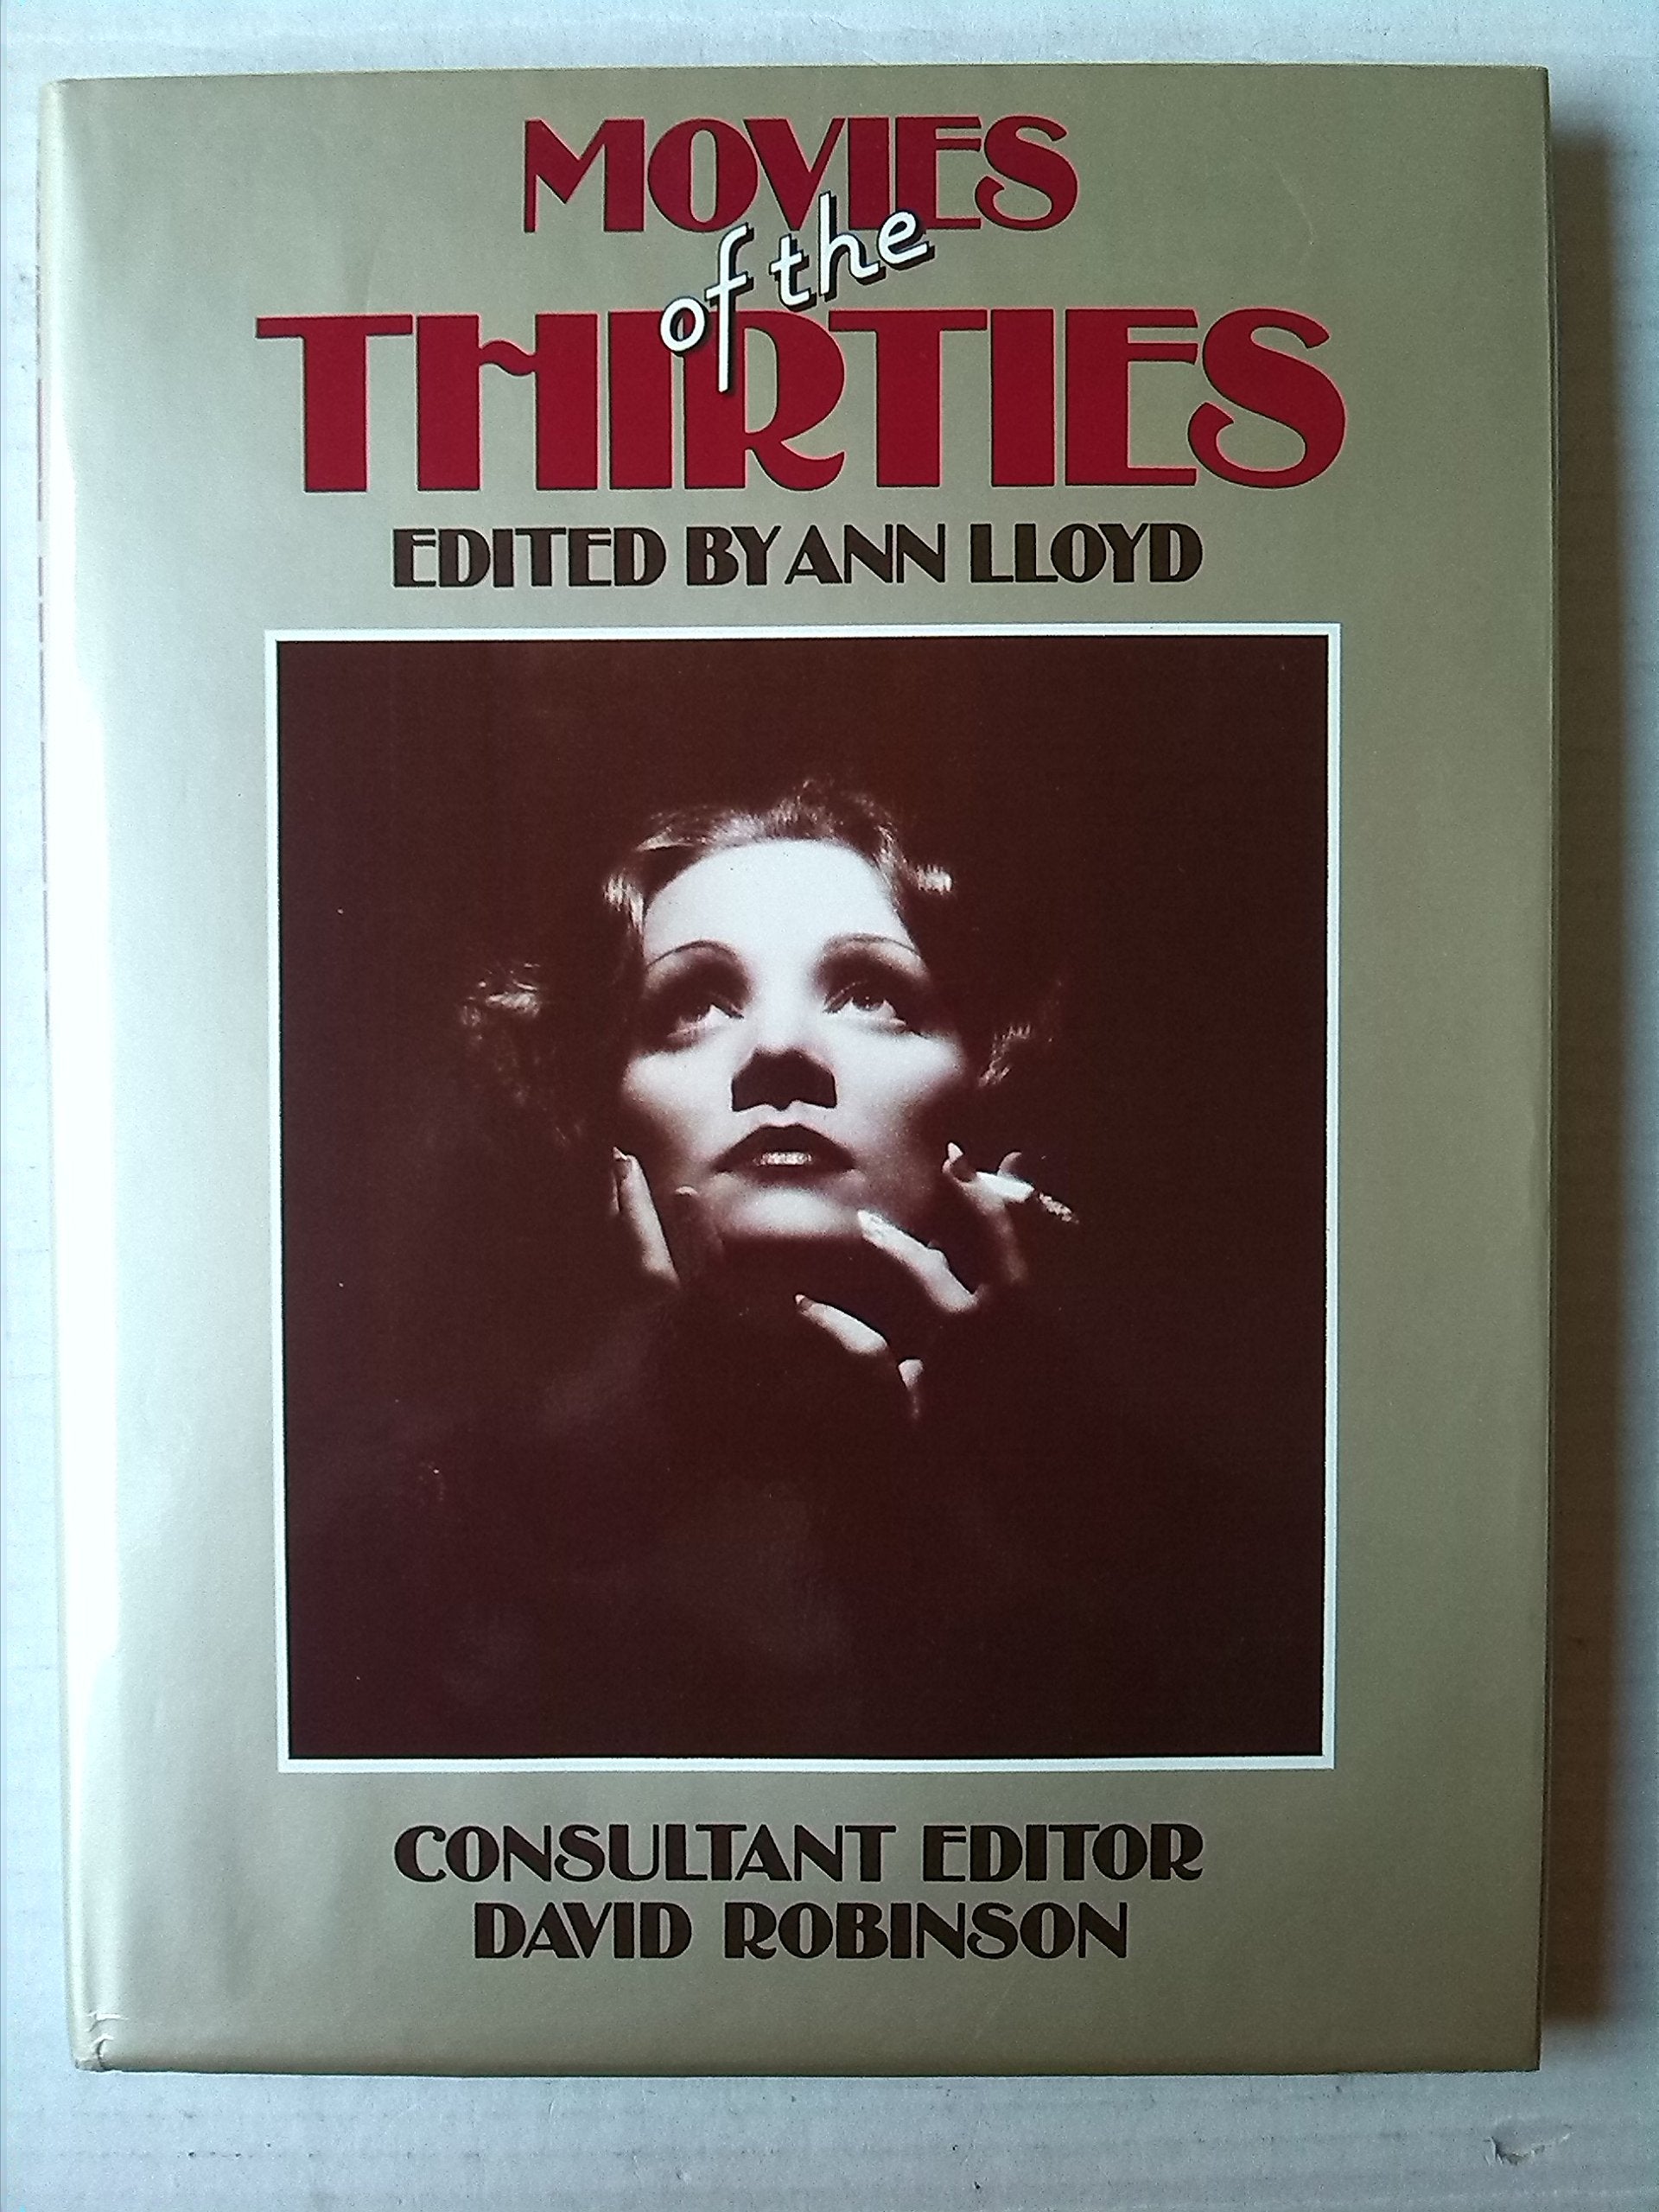 MOVIES
of the
THIRTIES
EDITED BY ANN LLOYD
CONSULTANT EDITOR
DAVID ROBINSON